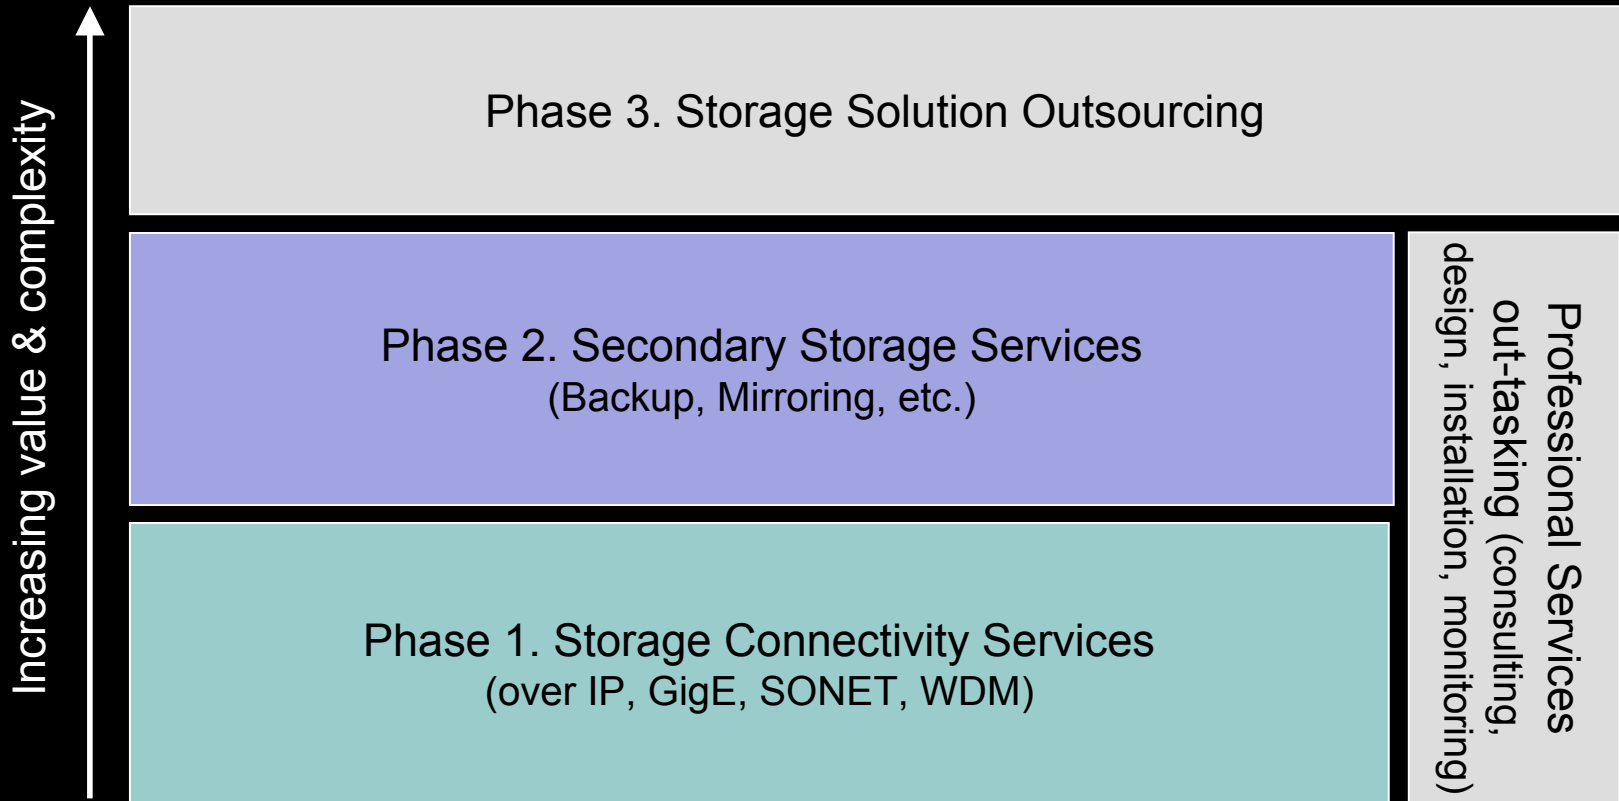 Increasing value & complexity
Phase 3. Storage Solution Outsourcing
Phase 2. Secondary Storage Services
(Backup, Mirroring, etc.)
Phase 1. Storage Connectivity Services
(over IP, GigE, SONET, WDM)
Professional Services
out-tasking (consulting,
design, installation, monitoring)